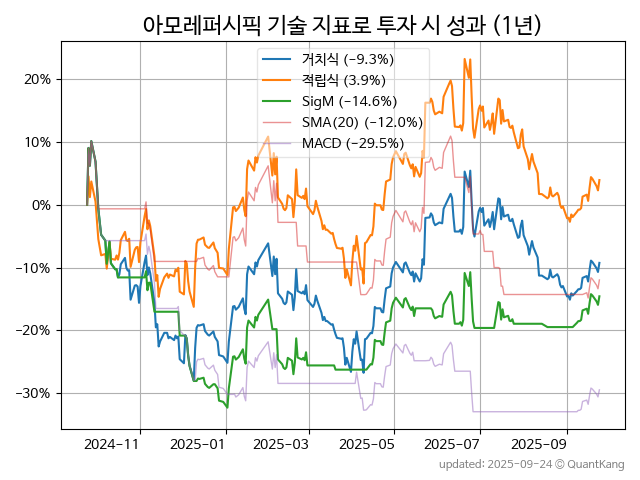 아모레퍼시픽 기술 지표로 투자 시 성과 (1년)
거치식 (−9.3%)
적립식 (3.9%)
SigM (−14.6%)
SMA(20) (−12.0%)
MACD (−29.5%)
20%
10%
0%
−10%
−20%
−30%
2024−11 2025−01 2025−03 2025−05 2025−07 2025−09
updated: 2025−09−24 © QuantKang